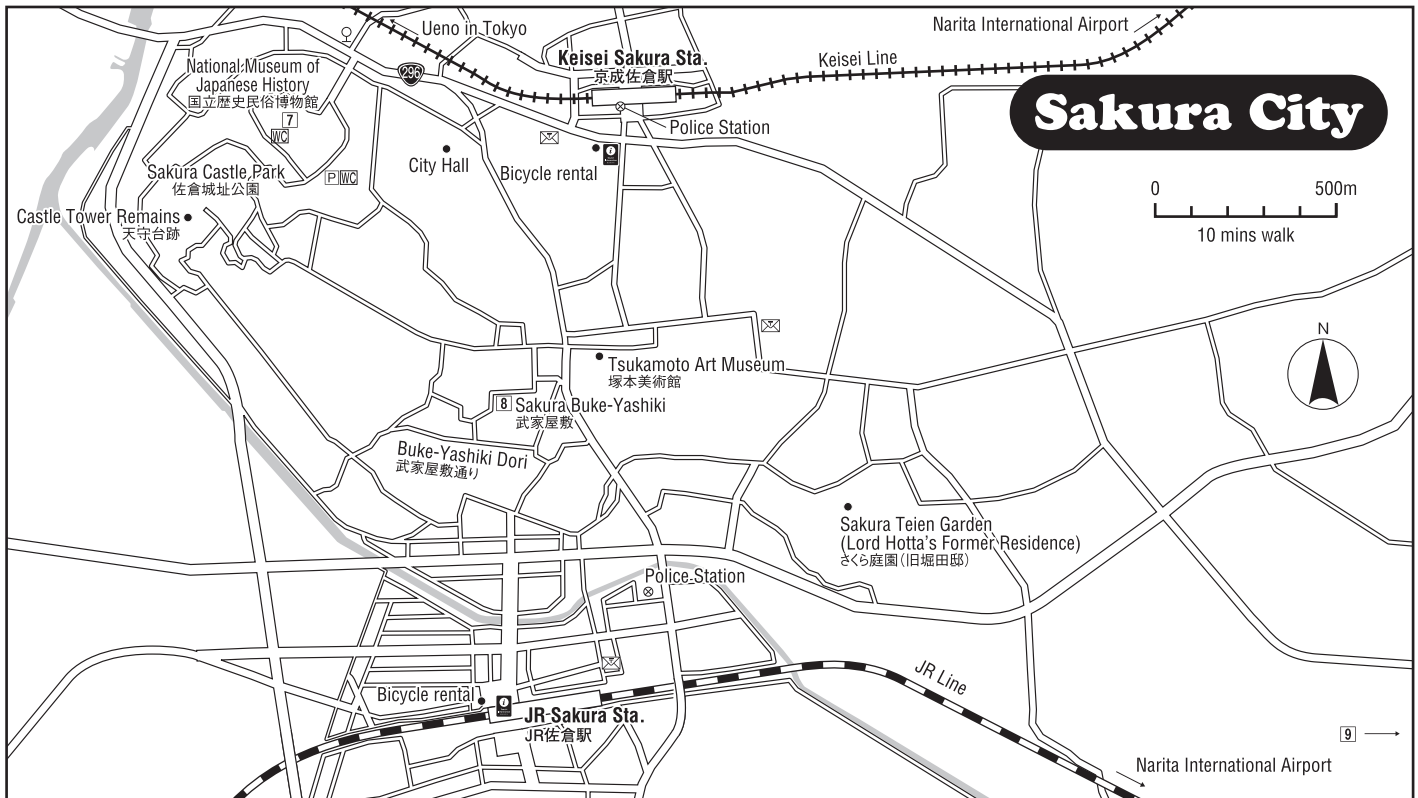 Ueno in Tokyo
Narita International Airport
Keisei Sakura Sta.
京成佐倉駅
Keisei Line
296
National Museum of
Japanese History
国立歴史民俗博物館
7
WC
Sakura City
Police Station
City Hall
Bicycle rental
i
Sakura Castle Park
佐倉城址公園
P WC
0 500m
10 mins walk
Castle Tower Remains
天守台跡
N
Tsukamoto Art Museum
塚本美術館
8 Sakura Buke-Yashiki
武家屋敷
Buke-Yashiki Dori
武家屋敷通り
Sakura Teien Garden
(Lord Hotta's Former Residence)
さくら庭園(旧堀田邸)
Police Station
JR Line
Bicycle rental
i
JR Sakura Sta.
JR佐倉駅
9
Narita International Airport